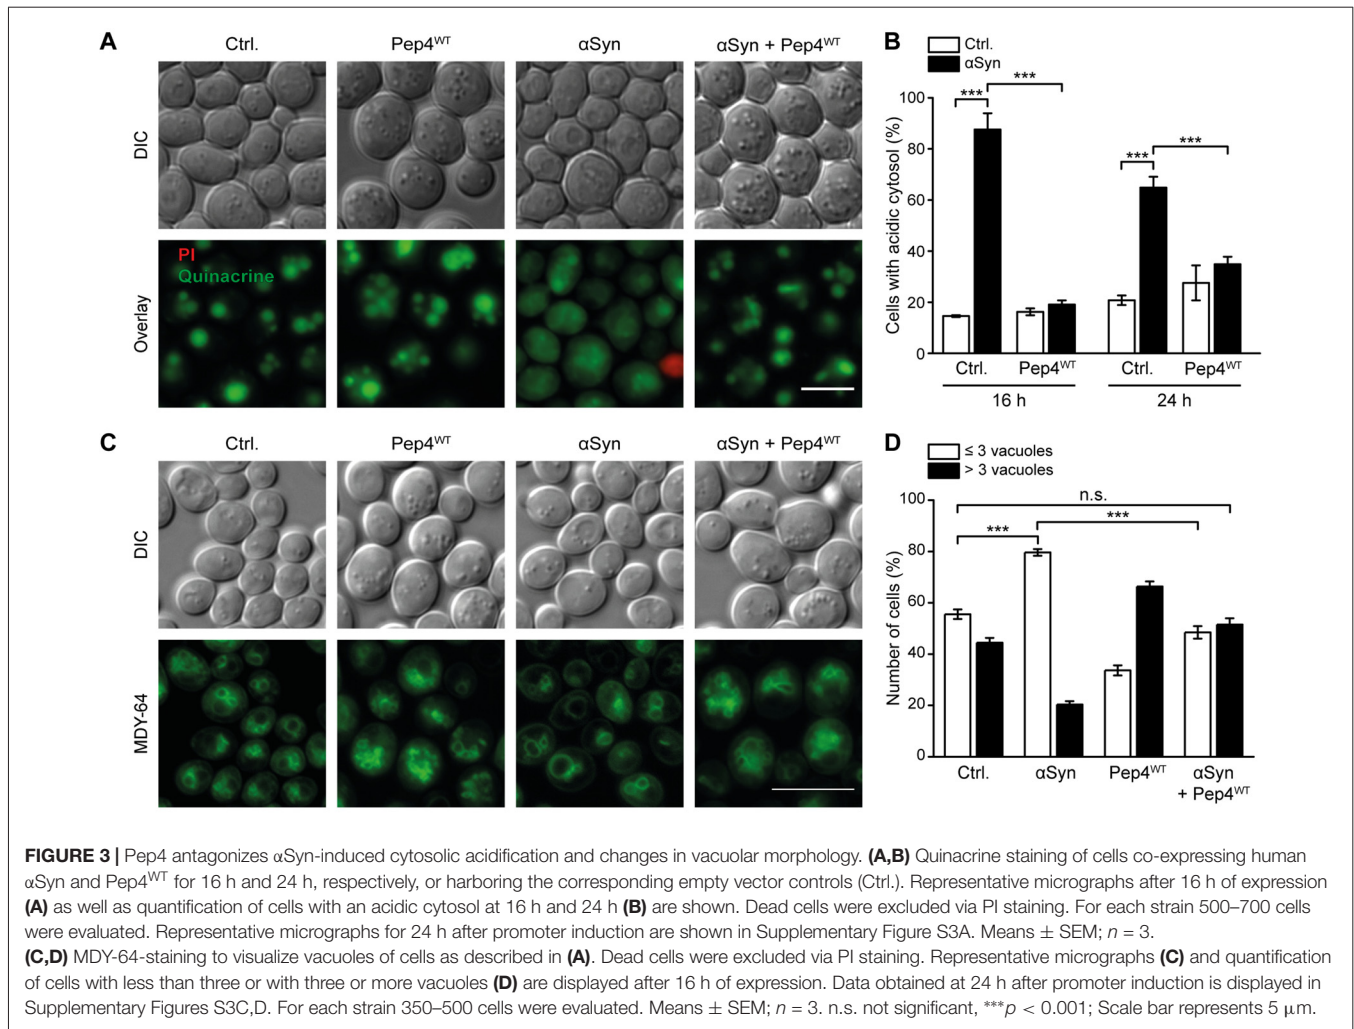 A
Ctrl.
Pep4WT
αSyn
αSyn + Pep4WT
DIC
Overlay
PI
Quinacrine
B
Ctrl.
αSyn
Cells with acidic cytosol (%)
100
80
60
40
20
0
***
***
***
***
Ctrl.
Pep4WT
Ctrl.
Pep4WT
16 h
24 h
C
Ctrl.
Pep4WT
αSyn
αSyn + Pep4WT
DIC
MDY-64
D
≤ 3 vacuoles
> 3 vacuoles
Number of cells (%)
100
80
60
40
20
0
n.s.
***
***
Ctrl.
αSyn
Pep4WT
αSyn
+ Pep4WT
FIGURE 3 | Pep4 antagonizes αSyn-induced cytosolic acidification and changes in vacuolar morphology. (A,B) Quinacrine staining of cells co-expressing human
αSyn and Pep4WT for 16 h and 24 h, respectively, or harboring the corresponding empty vector controls (Ctrl.). Representative micrographs after 16 h of expression
(A) as well as quantification of cells with an acidic cytosol at 16 h and 24 h (B) are shown. Dead cells were excluded via PI staining. For each strain 500–700 cells
were evaluated. Representative micrographs for 24 h after promoter induction are shown in Supplementary Figure S3A. Means ± SEM; n = 3.
(C,D) MDY-64-staining to visualize vacuoles of cells as described in (A). Dead cells were excluded via PI staining. Representative micrographs (C) and quantification
of cells with less than three or with three or more vacuoles (D) are displayed after 16 h of expression. Data obtained at 24 h after promoter induction is displayed in
Supplementary Figures S3C,D. For each strain 350–500 cells were evaluated. Means ± SEM; n = 3. n.s. not significant, ***p < 0.001; Scale bar represents 5 μm.